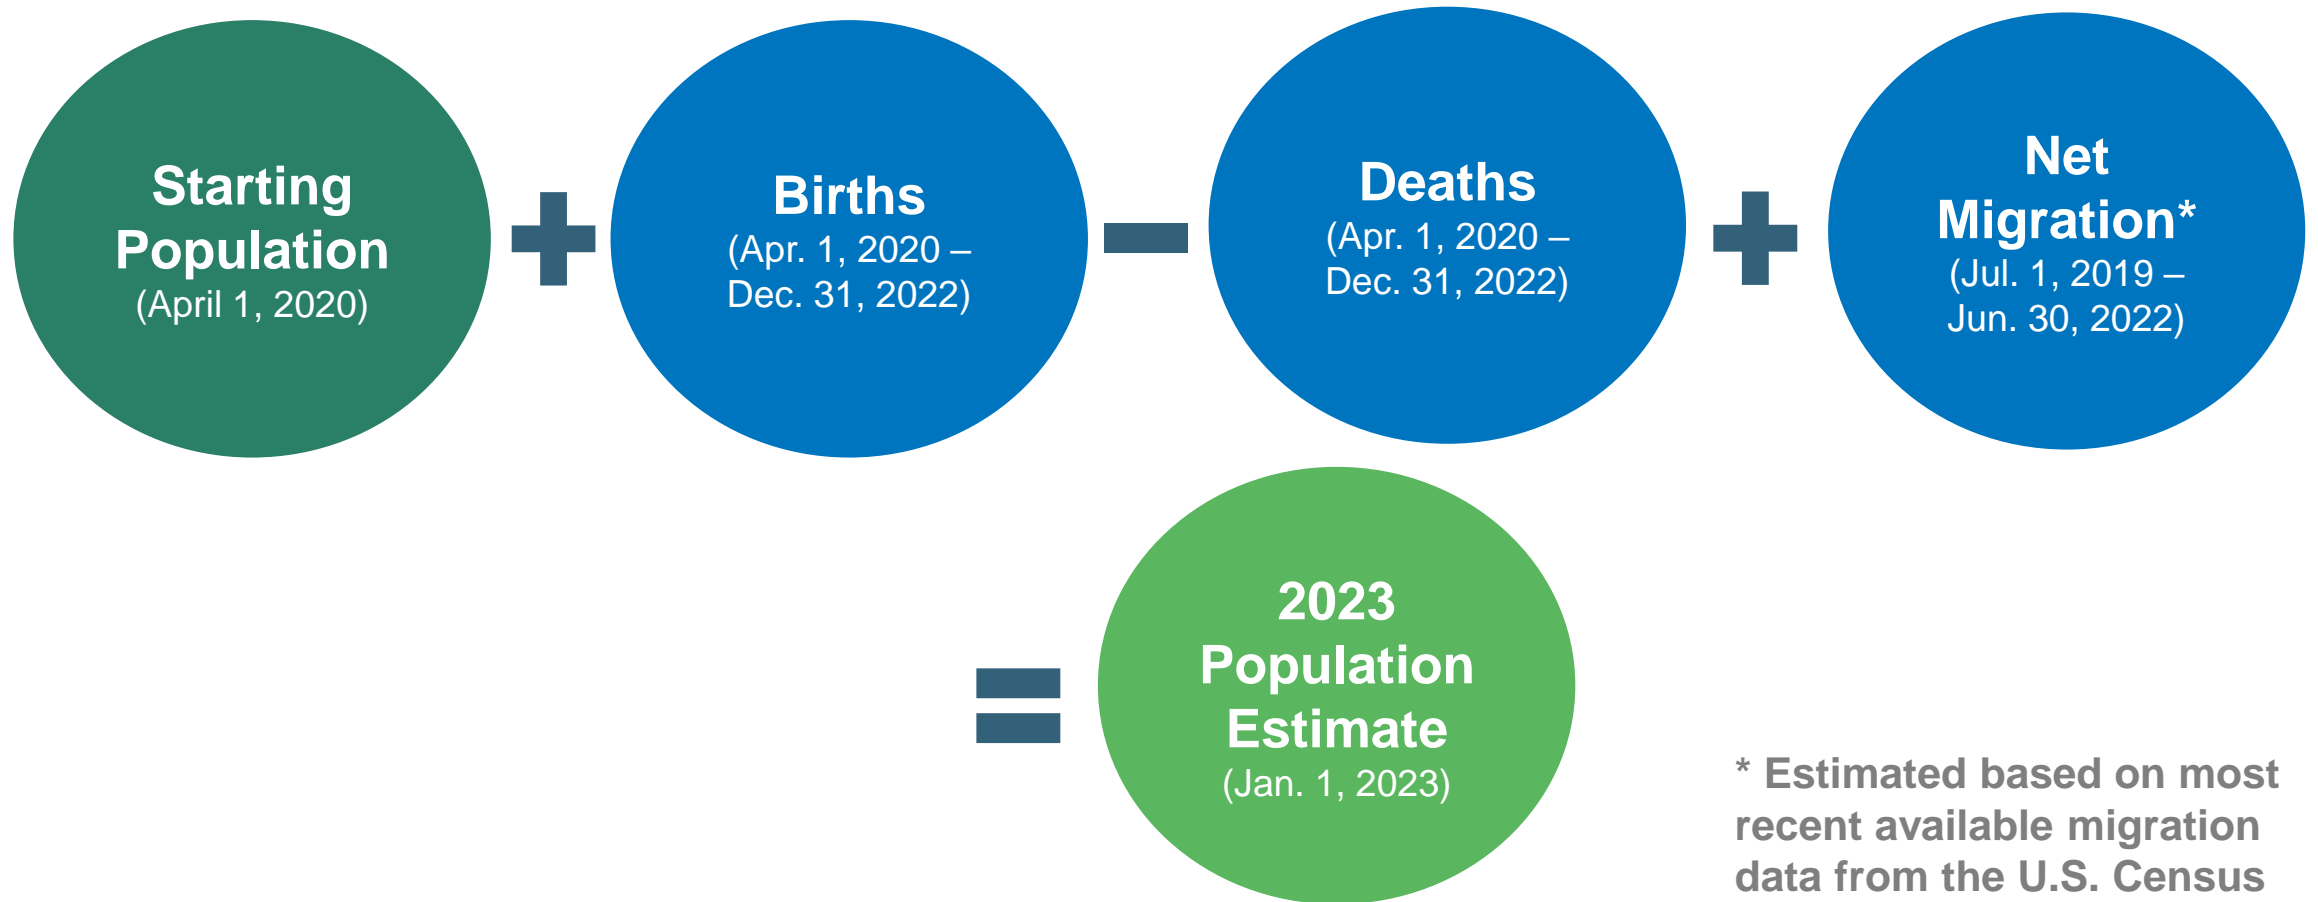 Starting
Population
(April 1, 2020)
Births
(Apr. 1, 2020 –
Dec. 31, 2022)
Deaths
(Apr. 1, 2020 –
Dec. 31, 2022)
Net
Migration*
(Jul. 1, 2019 –
Jun. 30, 2022)
2023
Population
Estimate
(Jan. 1, 2023)
* Estimated based on most
recent available migration
data from the U.S. Census